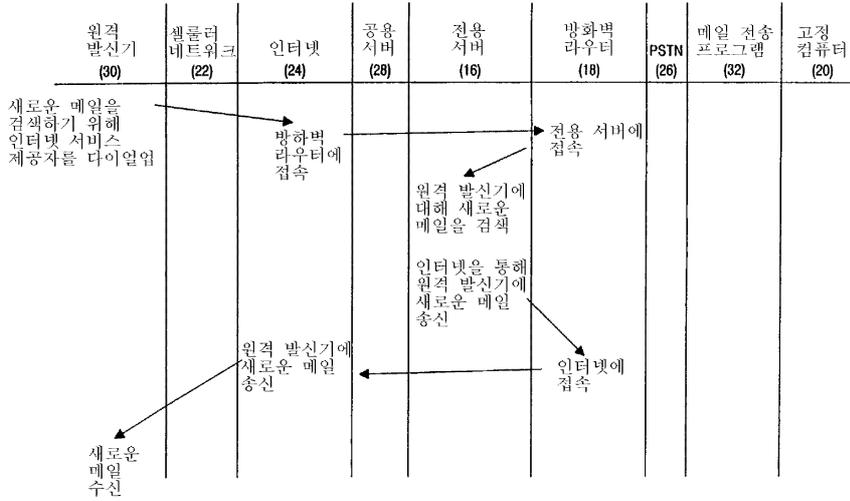 원격
발신기
(30)
셀룰러
네트워크
(22)
인터넷
(24)
공용
서버
(28)
전용
서버
(16)
방화벽
라우터
(18)
PSTN
(26)
메일 전송
프로그램
(32)
고정
컴퓨터
(20)
새로운 메일을
검색하기 위해
인터넷 서비스
제공자를 다이얼업
방하벽
라우터에
접속
전용 서버에
접속
원격 발신기에
대해 새로운
메일을 검색
인터넷을 통해
원격 발신기에
새로운 메일
송신
인터넷에
접속
원격 발신기에
새로운 메일
송신
새로운
메일
수신